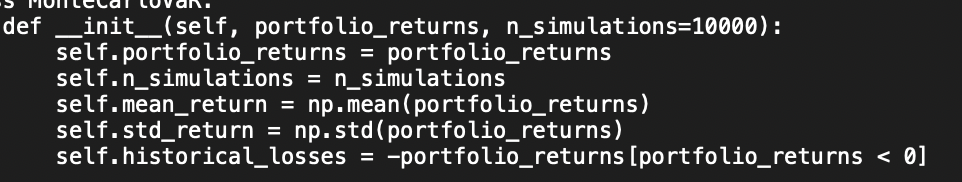 ss MonteCarloVaR:
def __init__(self, portfolio_returns, n_simulations=10000):
self.portfolio_returns = portfolio_returns
self.n_simulations = n_simulations
self.mean_return = np.mean(portfolio_returns)
self.std_return = np.std(portfolio_returns)
self.historical_losses = -portfolio_returns[portfolio_returns < 0]